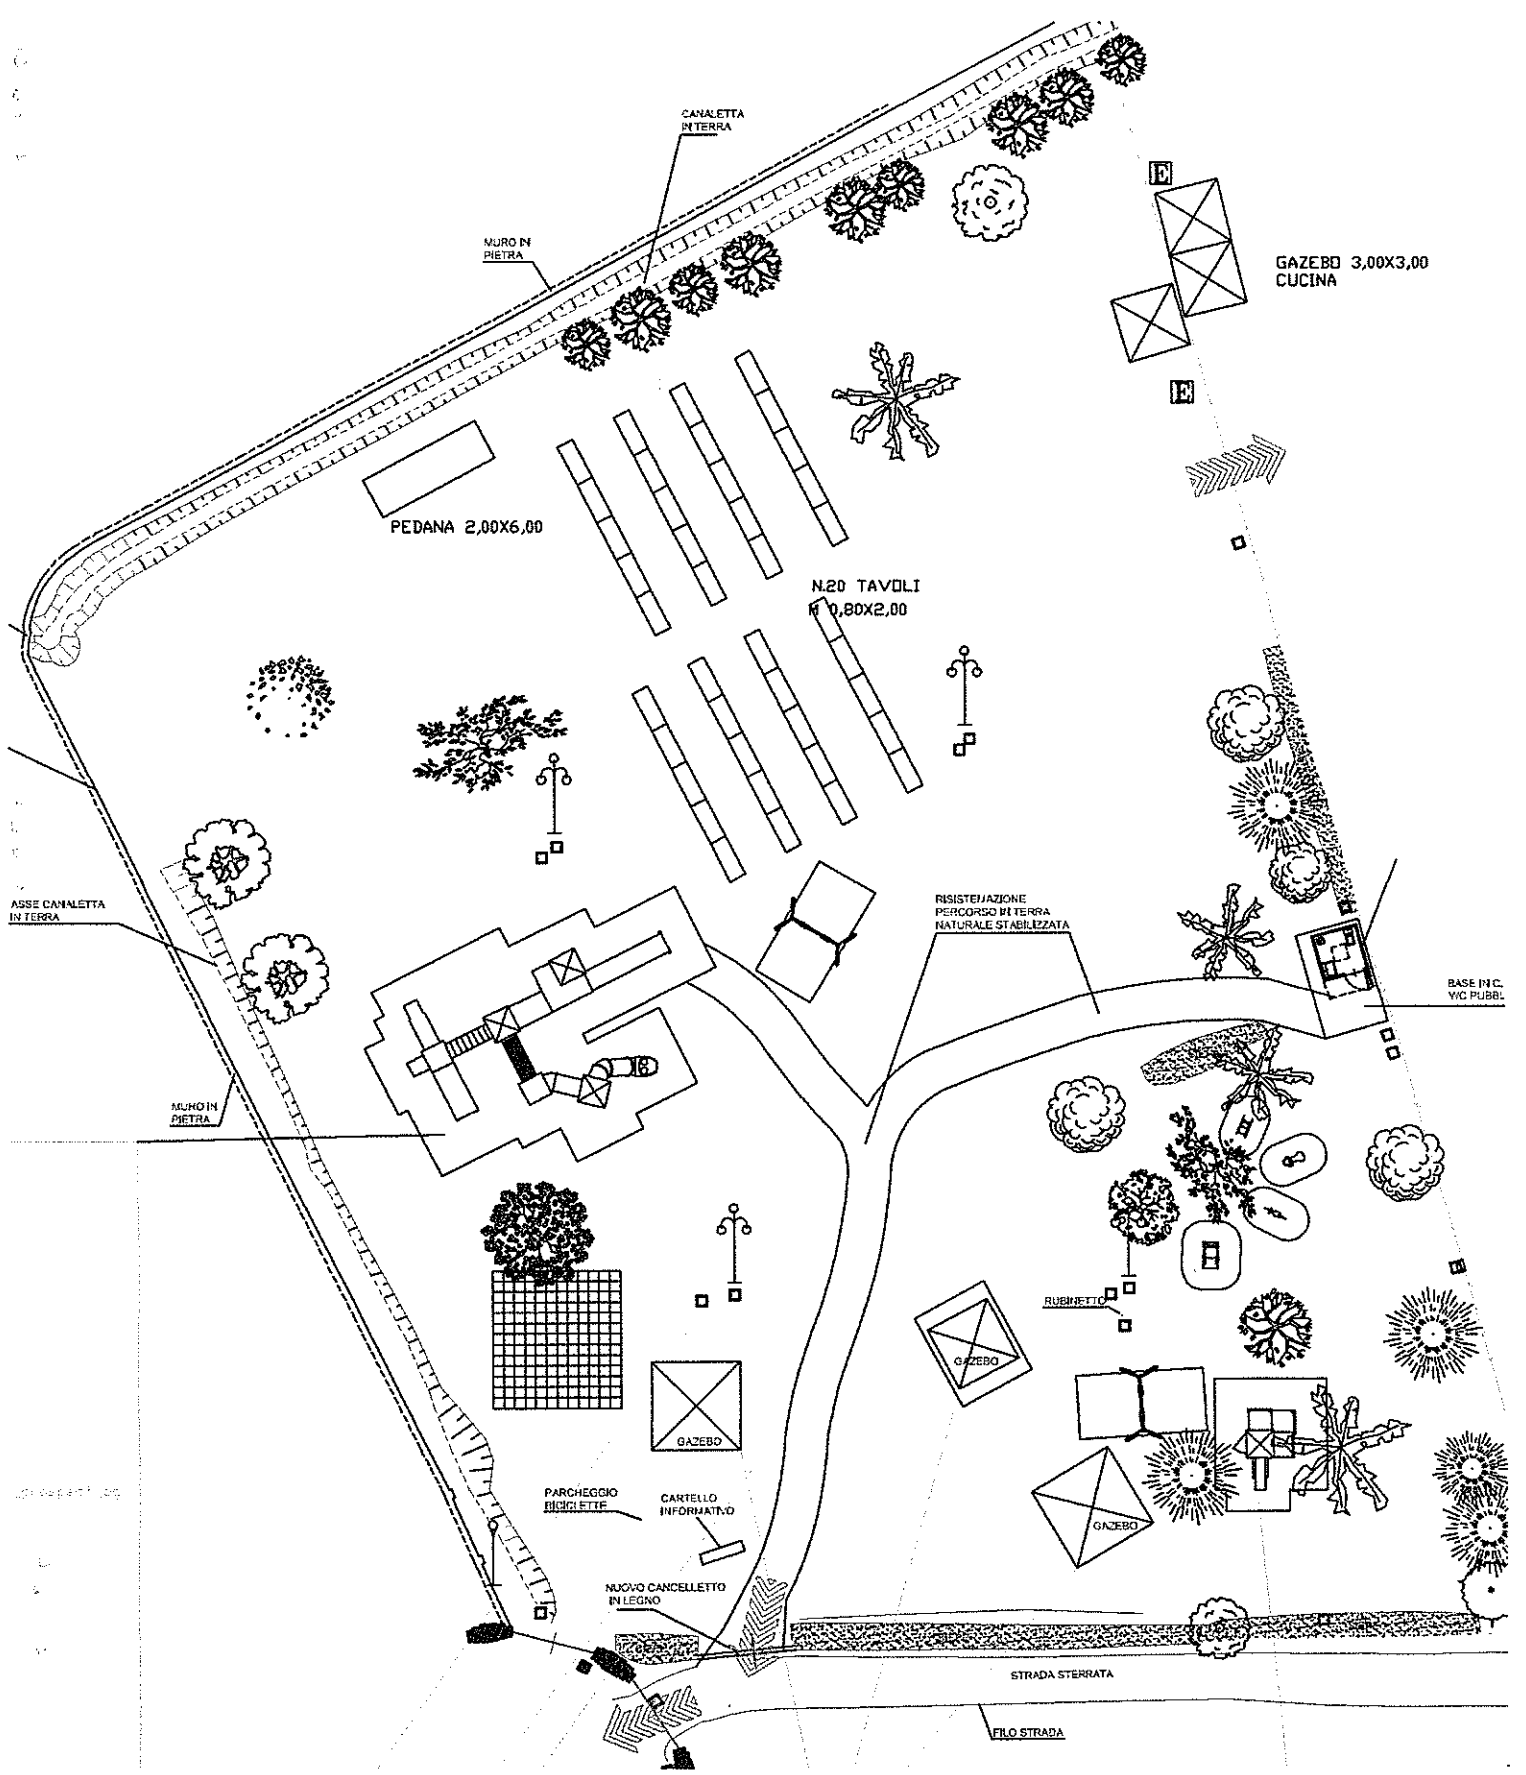 CANALETTA
IN TERRA
E
MURO IN
PIETRA
GAZEBO 3,00X3,00
CUCINA
E
PEDANA 2,00X6,00
N.20 TAVOLI
M 0,80X2,00
ASSE CANALETTA
IN TERRA
RISISTEMAZIONE
PERCORSO IN TERRA
NATURALE STABILIZZATA
BASE IN C.
WC PUBBL
MURO IN
PIETRA
RUBINETTO
GAZEBO
GAZEBO
PARCHEGGIO
BICICLETTE
CARTELLO
INFORMATIVO
GAZEBO
NUOVO CANCELLETTO
IN LEGNO
STRADA STERRATA
FILO STRADA